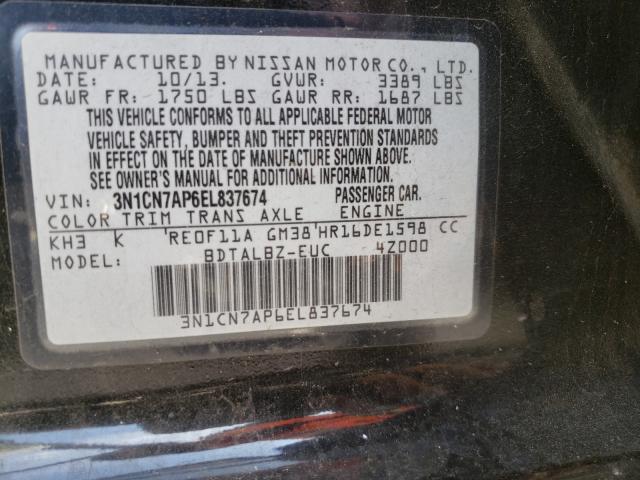 MANUFACTURED BY NISSAN MOTOR CO., LTD.
DATE: 10/13. GVWR: 3389 LBS
GAWR FR: 1750 LBS GAWR RR: 1687 LBS
THIS VEHICLE CONFORMS TO ALL APPLICABLE FEDERAL MOTOR
VEHICLE SAFETY, BUMPER AND THEFT PREVENTION STANDARDS
IN EFFECT ON THE DATE OF MANUFACTURE SHOWN ABOVE.
SEE OWNER'S MANUAL FOR ADDITIONAL INFORMATION.
VIN: 3N1CN7AP6EL837674 PASSENGER CAR.
COLOR TRIM TRANS AXLE ENGINE
KH3 K 'RE0F11A GM38'HR16DE1598 CC
MODEL: BDTALBZ-EUC 4Z000
3N1CN7AP6EL837674